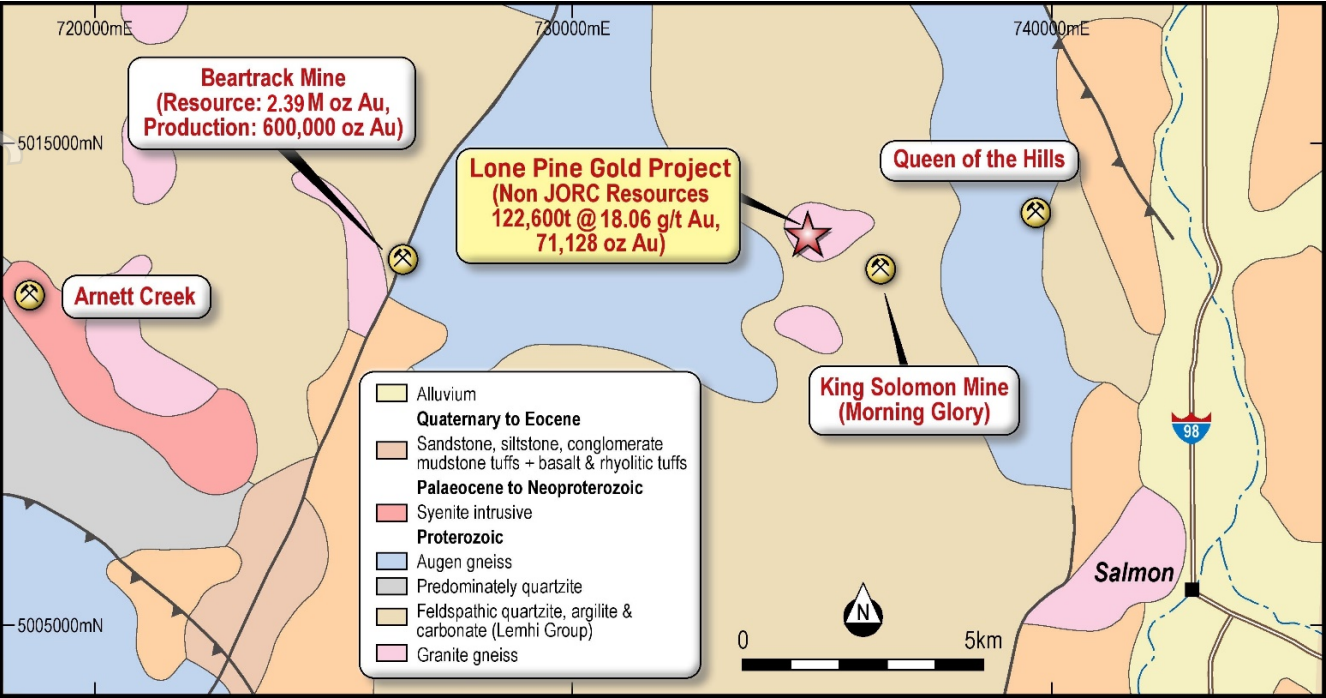 720000mE
730000mE
740000mE
Beartrack Mine
(Resource: 2.39M oz Au,
Production: 600,000 oz Au)
5015000mN
Lone Pine Gold Project
(Non JORC Resources
122,600t @ 18.06 g/t Au,
71,128 oz Au)
Queen of the Hills
Arnett Creek
King Solomon Mine
(Morning Glory)
98
Alluvium
Quaternary to Eocene
Sandstone, siltstone, conglomerate
mudstone tuffs + basalt & rhyolitic tuffs
Palaeocene to Neoproterozoic
Syenite intrusive
Proterozoic
Augen gneiss
Predominately quartzite
Feldspathic quartzite, argilite &
carbonate (Lemhi Group)
Granite gneiss
Salmon
5005000mN
N
0 5km